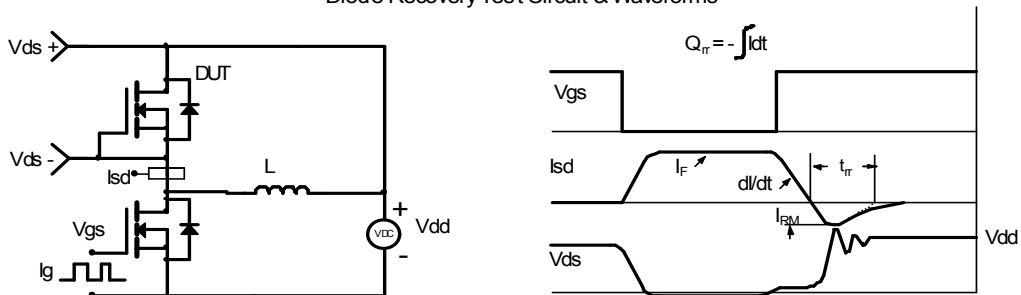 Diode Recovery Test Circuit & Waveforms
Vds +
DUT
Vds -
Isd
L
Vgs
Ig
VDC
+
Vdd
-
Qrr = - ∫Idt
Vgs
Isd
IF
dI/dt
trr
IRM
Vdd
Vds